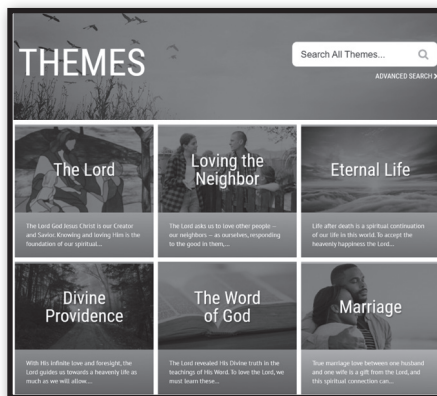 THEMES
Search All Themes...
ADVANCED SEARCH
The Lord
The Lord God Jesus Christ is our Creator
and Savior. Knowing and loving Him is the
foundation of our spiritual...
Loving the
Neighbor
The Lord asks us to love other people –
our neighbors – as ourselves, responding
to the good in them,...
Eternal Life
Life after death is a spiritual continuation
of our life in this world. To accept the
heavenly happiness the Lord...
Divine
Providence
With His infinite love and foresight, the
Lord guides us towards a heavenly life as
much as we will allow....
The Word
of God
The Lord revealed His Divine truth in the
teachings of His Word. To love the Lord, we
must learn these...
Marriage
True marriage love between one husband
and one wife is a gift from the Lord, and
this spiritual connection can...